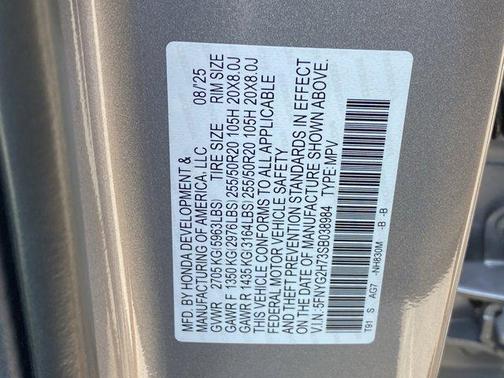 MFD. BY HONDA DEVELOPMENT &
MANUFACTURING OF AMERICA, LLC 08/25
GVWR 2705 KG(5963LBS) TIRE SIZE RIM SIZE
GAWR F 1350 KG(2976LBS) 255/50R20 105H 20X8.0J
GAWR R 1435 KG(3164LBS) 255/50R20 105H 20X8.0J
THIS VEHICLE CONFORMS TO ALL APPLICABLE
FEDERAL MOTOR VEHICLE SAFETY
AND THEFT PREVENTION STANDARDS IN EFFECT
ON THE DATE OF MANUFACTURE SHOWN ABOVE.
V.I.N.: 5FNYG2H73SB038984 TYPE:MPV
T91 S AG7 -NH830M -B -B